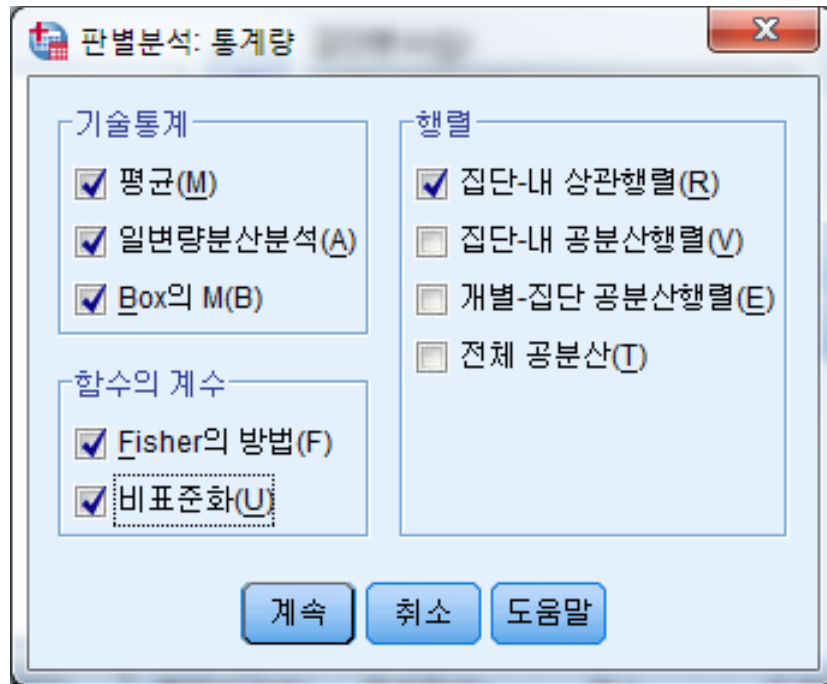 판별분석: 통계량
기술통계
평균(M)
일변량분산분석(A)
Box의 M(B)
함수의 계수
Fisher의 방법(F)
비표준화(U)
행렬
집단-내 상관행렬(R)
집단-내 공분산행렬(V)
개별-집단 공분산행렬(E)
전체 공분산(T)
계속 취소 도움말